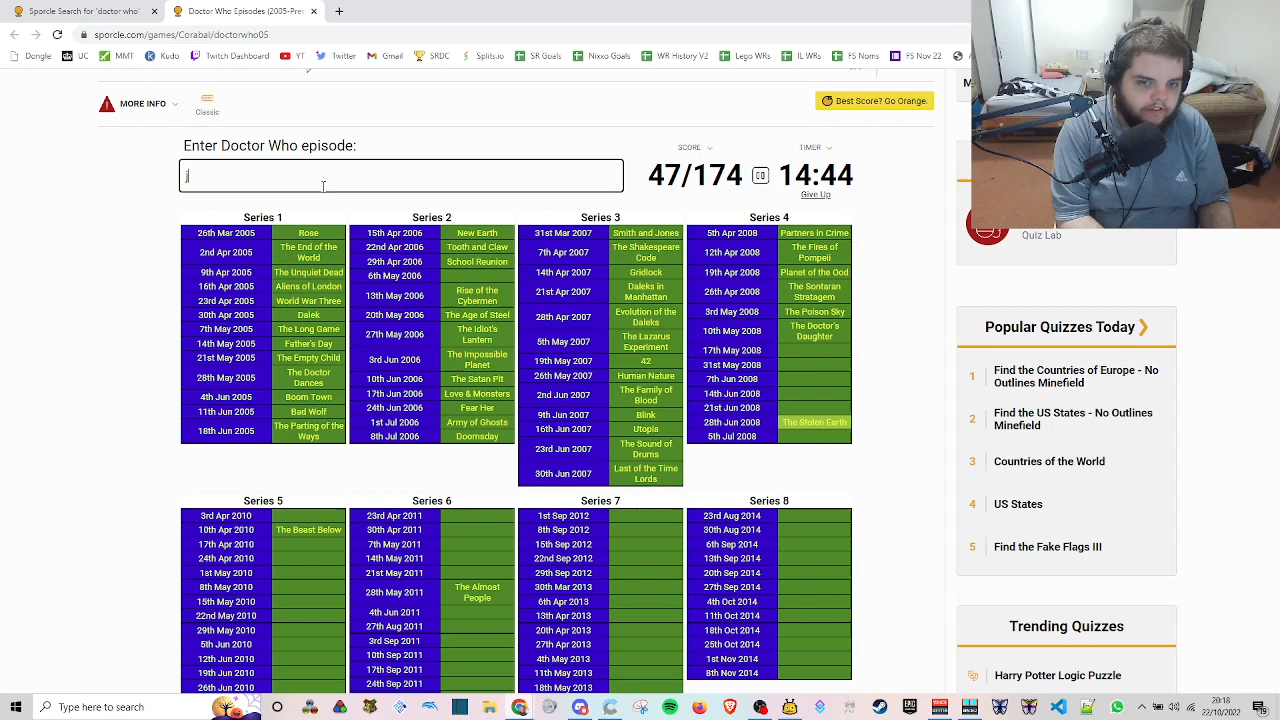 Sporcle Search for 'doctor who'
Doctor Who Episodes (2005-Pres
sporcle.com/games/Corabal/doctorwho05
Dongle UC MMT Kudos YT Twitter Gmail SRDC Splits.io SR Goals Nixxo Goals WR History V2 Lego WRs IL WRs FS Noms FS Nov 22
MORE INFO
Classic
Best Score? Go Orange.
Enter Doctor Who episode:
SCORE
TIMER
j
47/174
14:44
Give Up
Series 1
26th Mar 2005 Rose
2nd Apr 2005 The End of the World
9th Apr 2005 The Unquiet Dead
16th Apr 2005 Aliens of London
23rd Apr 2005 World War Three
30th Apr 2005 Dalek
7th May 2005 The Long Game
14th May 2005 Father's Day
21st May 2005 The Empty Child
28th May 2005 The Doctor Dances
4th Jun 2005 Boom Town
11th Jun 2005 Bad Wolf
18th Jun 2005 The Parting of the Ways
Series 2
15th Apr 2006 New Earth
22nd Apr 2006 Tooth and Claw
29th Apr 2006 School Reunion
6th May 2006
13th May 2006 Rise of the Cybermen
20th May 2006 The Age of Steel
27th May 2006 The Idiot's Lantern
3rd Jun 2006 The Impossible Planet
10th Jun 2006 The Satan Pit
17th Jun 2006 Love & Monsters
24th Jun 2006 Fear Her
1st Jul 2006 Army of Ghosts
8th Jul 2006 Doomsday
Series 3
31st Mar 2007 Smith and Jones
7th Apr 2007 The Shakespeare Code
14th Apr 2007 Gridlock
21st Apr 2007 Daleks in Manhattan
28th Apr 2007 Evolution of the Daleks
5th May 2007 The Lazarus Experiment
19th May 2007 42
26th May 2007 Human Nature
2nd Jun 2007 The Family of Blood
9th Jun 2007 Blink
16th Jun 2007 Utopia
23rd Jun 2007 The Sound of Drums
30th Jun 2007 Last of the Time Lords
Series 4
5th Apr 2008 Partners in Crime
12th Apr 2008 The Fires of Pompeii
19th Apr 2008 Planet of the Ood
26th Apr 2008 The Sontaran Stratagem
3rd May 2008 The Poison Sky
10th May 2008 The Doctor's Daughter
17th May 2008
31st May 2008
7th Jun 2008
14th Jun 2008
21st Jun 2008
28th Jun 2008 The Stolen Earth
5th Jul 2008
Series 5
3rd Apr 2010
10th Apr 2010 The Beast Below
17th Apr 2010
24th Apr 2010
1st May 2010
8th May 2010
15th May 2010
22nd May 2010
29th May 2010
5th Jun 2010
12th Jun 2010
19th Jun 2010
26th Jun 2010
Series 6
23rd Apr 2011
30th Apr 2011
7th May 2011
14th May 2011
21st May 2011
28th May 2011 The Almost People
4th Jun 2011
27th Aug 2011
3rd Sep 2011
10th Sep 2011
17th Sep 2011
24th Sep 2011
Series 7
1st Sep 2012
8th Sep 2012
15th Sep 2012
22nd Sep 2012
29th Sep 2012
30th Mar 2013
6th Apr 2013
13th Apr 2013
20th Apr 2013
27th Apr 2013
4th May 2013
11th May 2013
18th May 2013
Series 8
23rd Aug 2014
30th Aug 2014
6th Sep 2014
13th Sep 2014
20th Sep 2014
27th Sep 2014
4th Oct 2014
11th Oct 2014
18th Oct 2014
25th Oct 2014
1st Nov 2014
8th Nov 2014
Quiz Lab
Popular Quizzes Today
1 Find the Countries of Europe - No Outlines Minefield
2 Find the US States - No Outlines Minefield
3 Countries of the World
4 US States
5 Find the Fake Flags III
Trending Quizzes
Harry Potter Logic Puzzle
Type here to search
20:18
22/10/2022